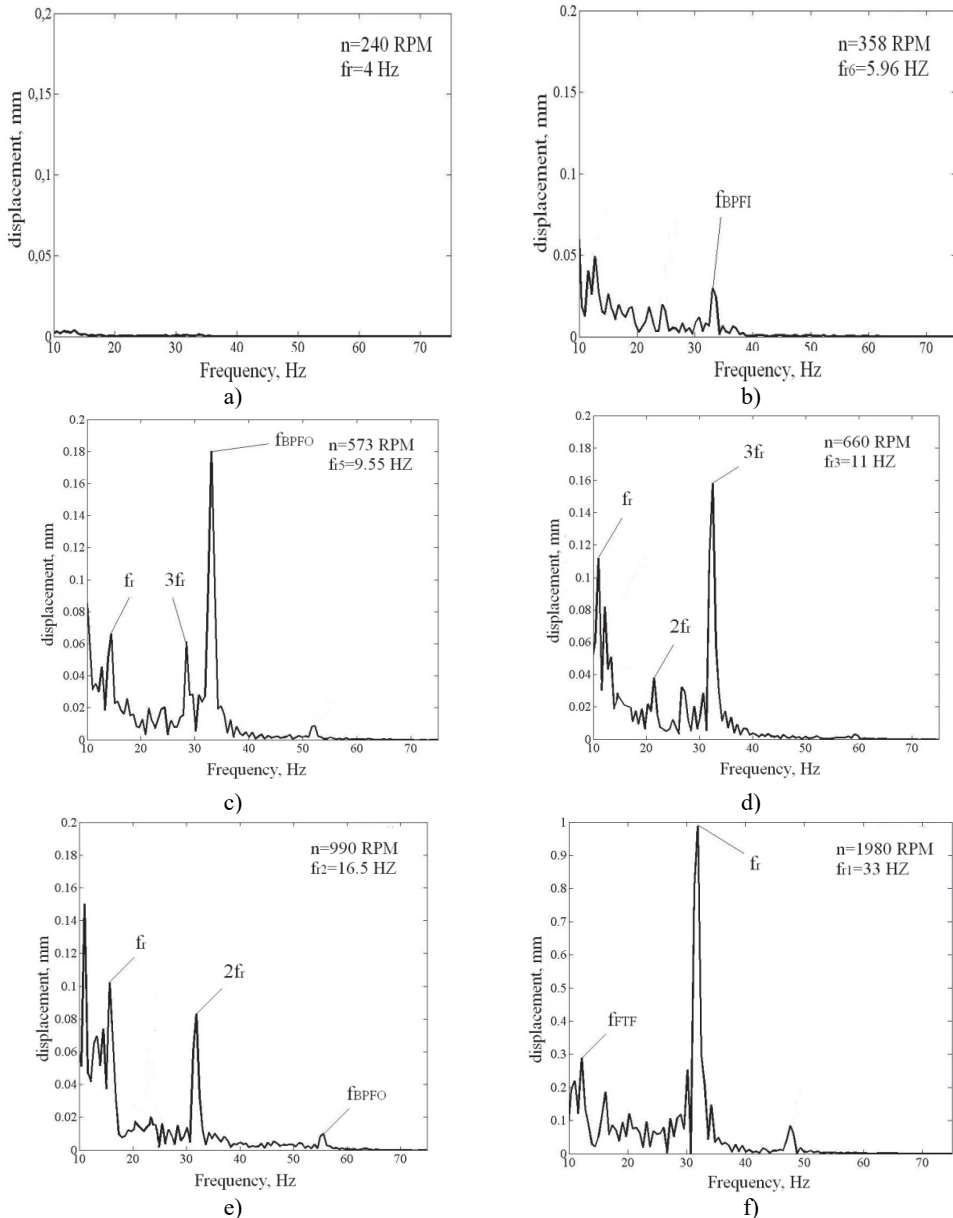 0,2
n=240 RPM
fr=4 Hz
0,15
0,1
0,05
0
displacement, mm
10 20 30 40 50 60 70
Frequency, Hz
a)
0.2
n=358 RPM
fr6=5.96 HZ
0.15
0.1
fBPFI
0.05
0
displacement, mm
10 20 30 40 50 60 70
Frequency, Hz
b)
0.2
fBPFO
n=573 RPM
fr5=9.55 HZ
0.18
0.16
0.14
0.12
0.1
fr
3fr
0.08
0.06
0.04
0.02
0
displacement, mm
10 20 30 40 50 60 70
Frequency, Hz
c)
0.2
n=660 RPM
fr3=11 HZ
3fr
0.18
0.16
0.14
fr
0.12
0.1
0.08
0.06
2fr
0.04
0.02
0
displacement, mm
10 20 30 40 50 60 70
Frequency, Hz
d)
0.2
n=990 RPM
fr2=16.5 HZ
0.18
0.16
0.14
fr
0.12
2fr
0.1
0.08
0.06
0.04
fBPFO
0.02
0
displacement, mm
10 20 30 40 50 60 70
Frequency, Hz
e)
1
n=1980 RPM
fr1=33 HZ
fr
0.9
0.8
0.7
0.6
0.5
0.4
fFTF
0.3
0.2
0.1
0
displacement, mm
10 20 30 40 50 60 70
Frequency, Hz
f)